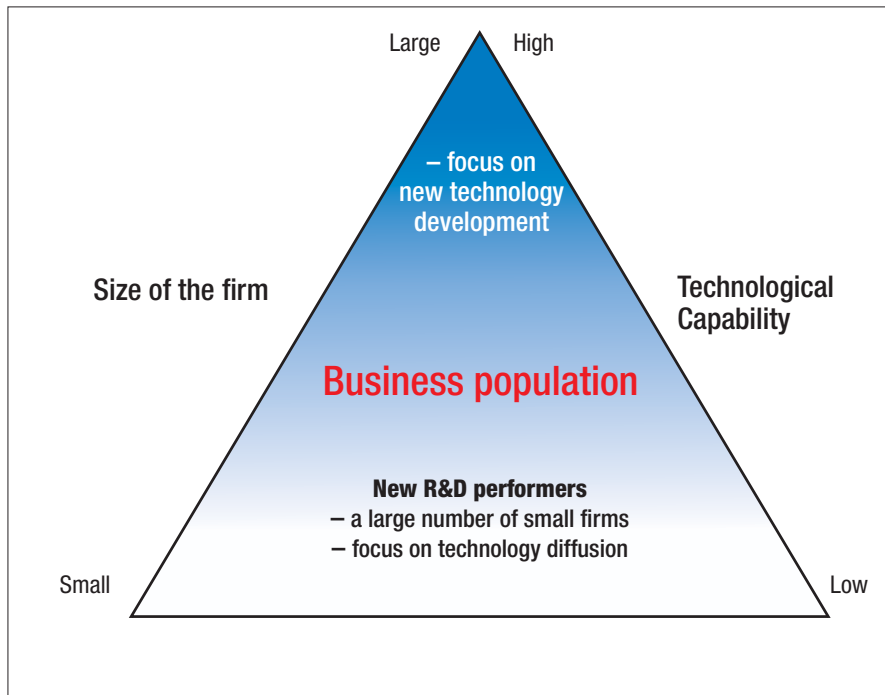 Large
High
– focus on
new technology
development
Size of the firm
Technological
Capability
Business population
New R&D performers
– a large number of small firms
– focus on technology diffusion
Small
Low